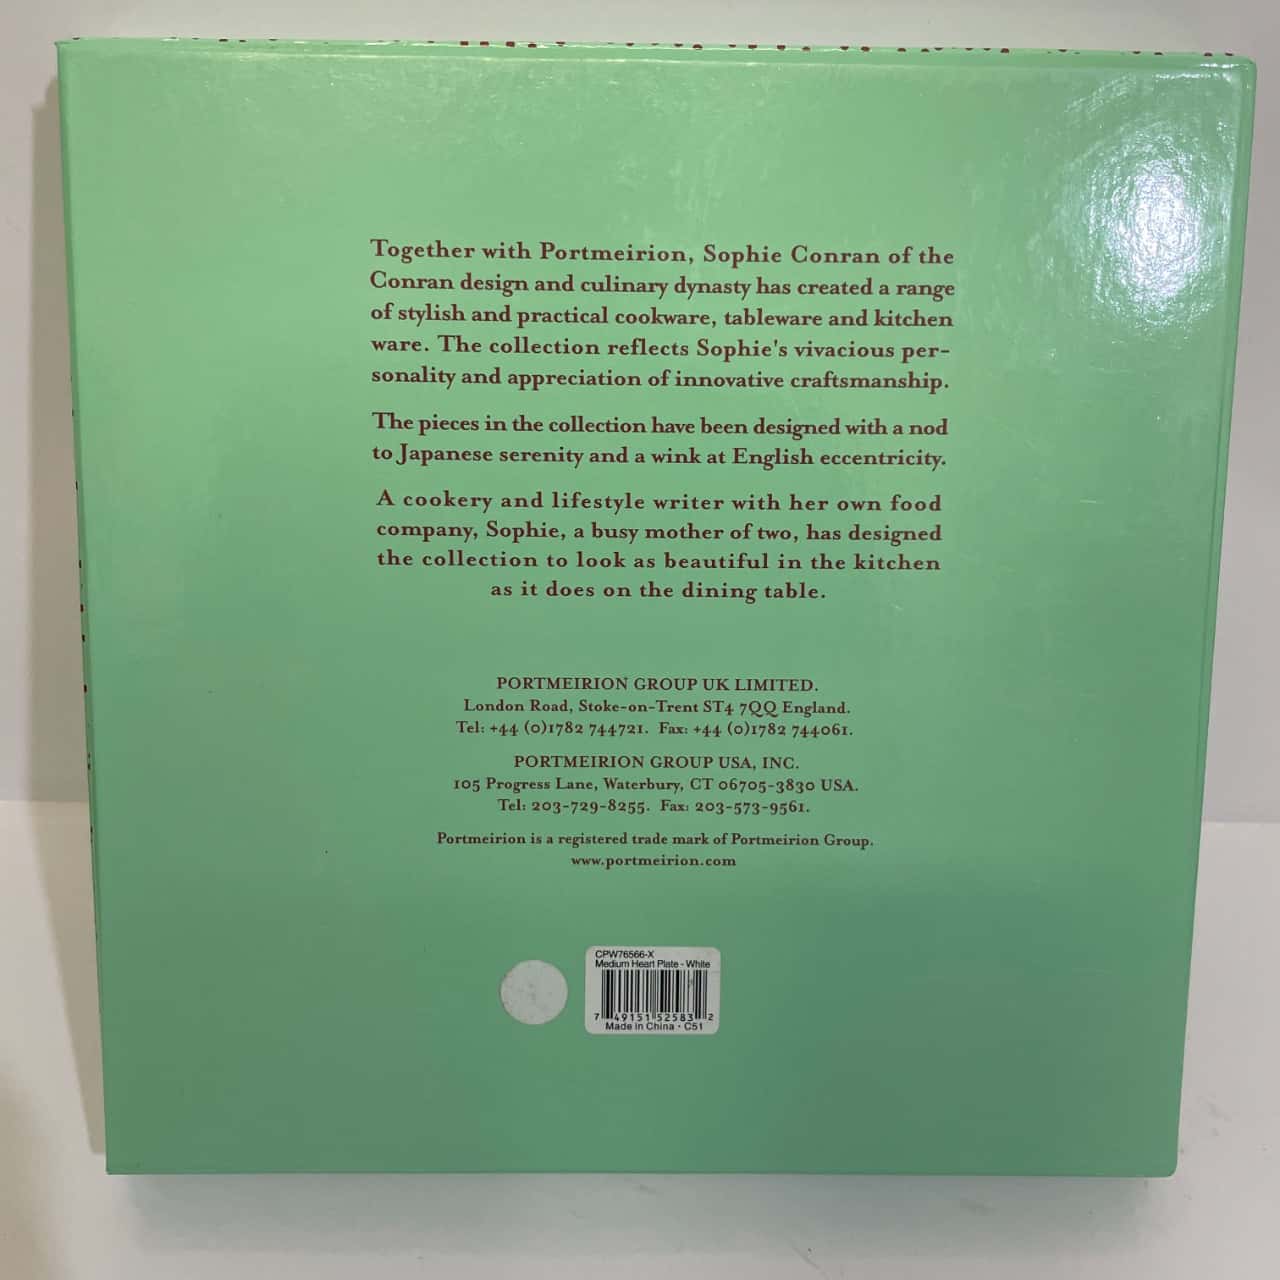 Together with Portmeirion, Sophie Conran of the
Conran design and culinary dynasty has created a range
of stylish and practical cookware, tableware and kitchen
ware. The collection reflects Sophie's vivacious per-
sonality and appreciation of innovative craftsmanship.
The pieces in the collection have been designed with a nod
to Japanese serenity and a wink at English eccentricity.
A cookery and lifestyle writer with her own food
company, Sophie, a busy mother of two, has designed
the collection to look as beautiful in the kitchen
as it does on the dining table.
PORTMEIRION GROUP UK LIMITED.
London Road, Stoke-on-Trent ST4 7QQ England.
Tel: +44 (0)1782 744721. Fax: +44 (0)1782 744061.
PORTMEIRION GROUP USA, INC.
105 Progress Lane, Waterbury, CT 06705-3830 USA.
Tel: 203-729-8255. Fax: 203-573-9561.
Portmeirion is a registered trade mark of Portmeirion Group.
www.portmeirion.com
CPW76566-X
Medium Heart Plate - White
7 49151 52583 2
Made in China · C51